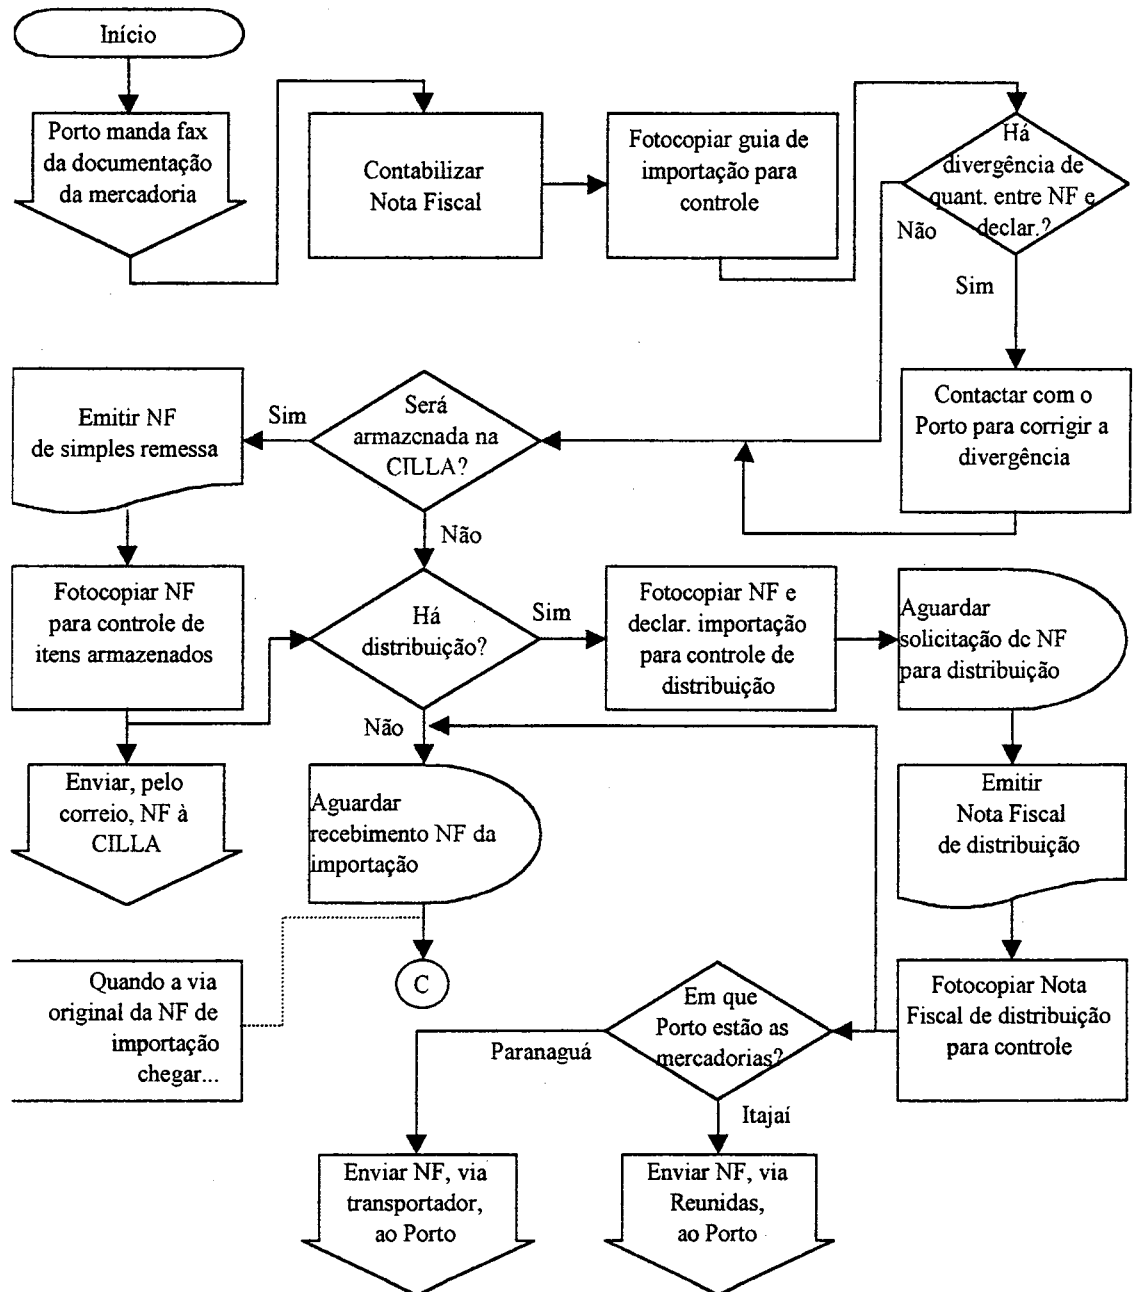 Início
Porto manda fax
da documentação
da mercadoria
Contabilizar
Nota Fiscal
Fotocopiar guia de
importação para
controle
Há
divergência de
quant. entre NF e
declar.?
Não
Sim
Contactar com o
Porto para corrigir a
divergência
Será
armazenada na
CILLA?
Sim
Não
Emitir NF
de simples remessa
Fotocopiar NF
para controle de
itens armazenados
Enviar, pelo
correio, NF à
CILLA
Há
distribuição?
Sim
Não
Fotocopiar NF e
declar. importação
para controle de
distribuição
Aguardar
solicitação de NF
para distribuição
Emitir
Nota Fiscal
de distribuição
Fotocopiar Nota
Fiscal de distribuição
para controle
Aguardar
recebimento NF da
importação
C
Quando a via
original da NF de
importação
chegar...
Em que
Porto estão as
mercadorias?
Paranaguá
Itajaí
Enviar NF, via
transportador,
ao Porto
Enviar NF, via
Reunidas,
ao Porto